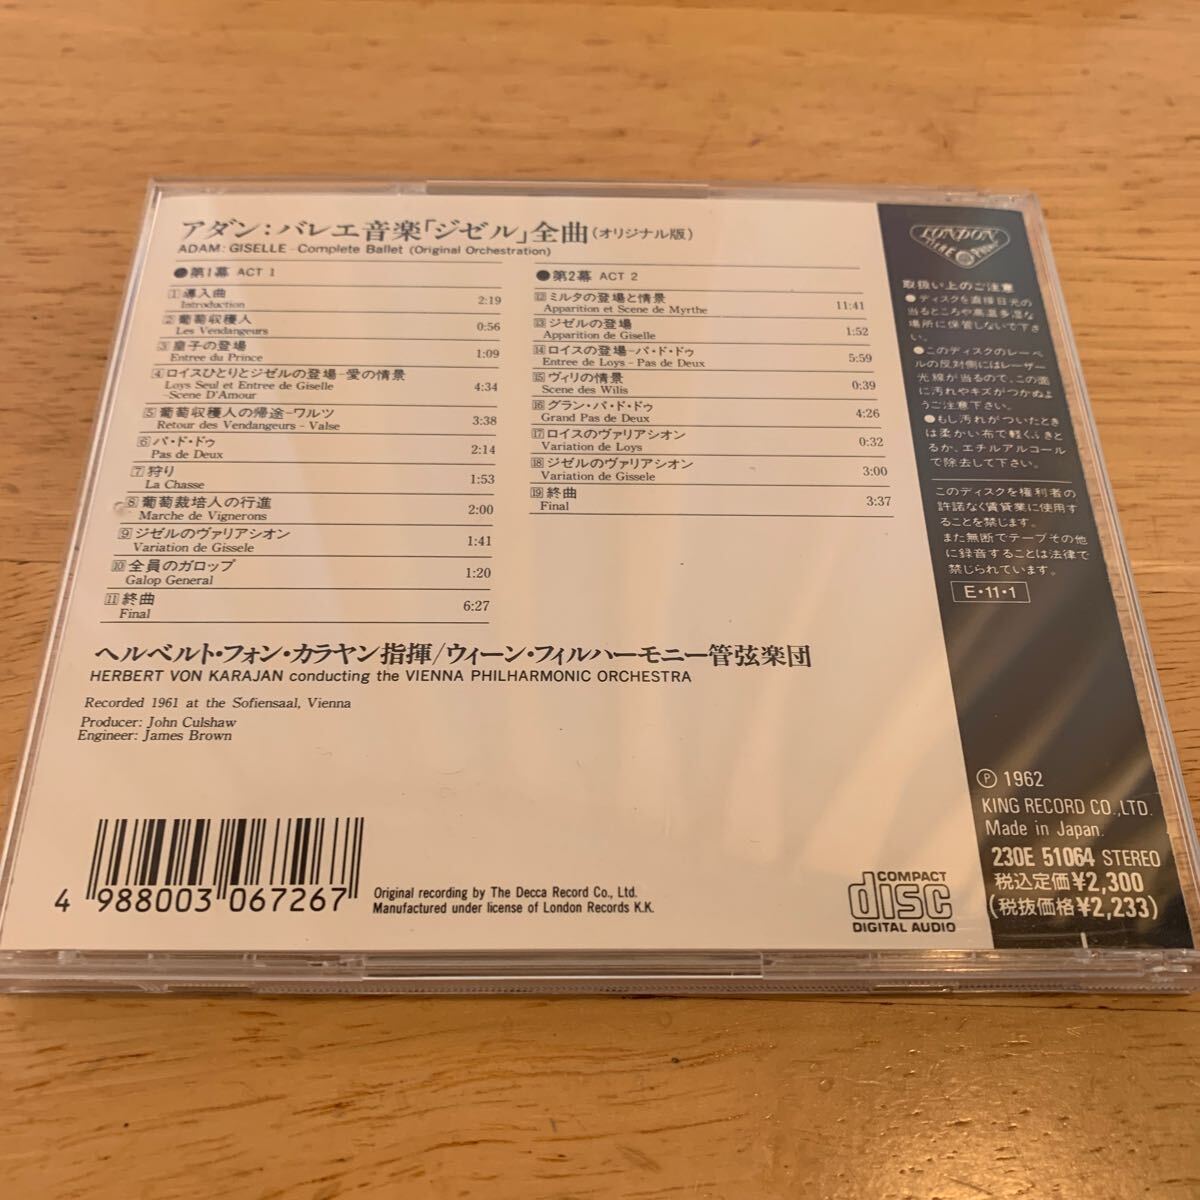 アダン:バレエ音楽「ジゼル」全曲(オリジナル版)
ADAM: GISELLE–Complete Ballet (Original Orchestration)
●第1幕 ACT 1
1 導入曲
Introduction 2:19
2 葡萄収穫人
Les Vendangeurs 0:56
3 皇子の登場
Entree du Prince 1:09
4 ロイスひとりとジゼルの登場–愛の情景
Loys Seul et Entree de Giselle
–Scene D'Amour 4:34
5 葡萄収穫人の帰途–ワルツ
Retour des Vendangeurs – Valse 3:38
6 パ・ド・ドゥ
Pas de Deux 2:14
7 狩り
La Chasse 1:53
8 葡萄栽培人の行進
Marche de Vignerons 2:00
9 ジゼルのヴァリアシオン
Variation de Gissele 1:41
10 全員のガロップ
Galop General 1:20
11 終曲
Final 6:27
●第2幕 ACT 2
12 ミルタの登場と情景
Apparition et Scene de Myrthe 11:41
13 ジゼルの登場
Apparition de Giselle 1:52
14 ロイスの登場–パ・ド・ドゥ
Entree de Loys – Pas de Deux 5:59
15 ヴィリの情景
Scene des Wilis 0:39
16 グラン・パ・ド・ドゥ
Grand Pas de Deux 4:26
17 ロイスのヴァリアシオン
Variation de Loys 0:32
18 ジゼルのヴァリアシオン
Variation de Gissele 3:00
19 終曲
Final 3:37
ヘルベルト・フォン・カラヤン指揮/ウィーン・フィルハーモニー管弦楽団
HERBERT VON KARAJAN conducting the VIENNA PHILHARMONIC ORCHESTRA
Recorded 1961 at the Sofiensaal, Vienna
Producer: John Culshaw
Engineer: James Brown
4 988003 067267
Original recording by The Decca Record Co., Ltd.
Manufactured under license of London Records K.K.
COMPACT
disc
DIGITAL AUDIO
LONDON
取扱い上のご注意
●ディスクを直接日光の
当るところや高温多湿な
場所に保管しないで下さ
い。
●このディスクのレーベ
ルの反対側にはレーザー
光線が当るので、この面
に汚れやキズがつかぬよ
うご注意下さい。
●もし汚れがついたとき
は柔かい布で軽くふきと
るか、エチルアルコール
で除去して下さい。
このディスクを権利者の
許諾なく賃貸業に使用す
ることを禁じます。
また無断でテープその他
に録音することは法律で
禁じられています。
E・11・1
Ⓟ 1962
KING RECORD CO.,LTD.
Made in Japan.
230E 51064 STEREO
税込定価¥2,300
(税抜価格¥2,233)